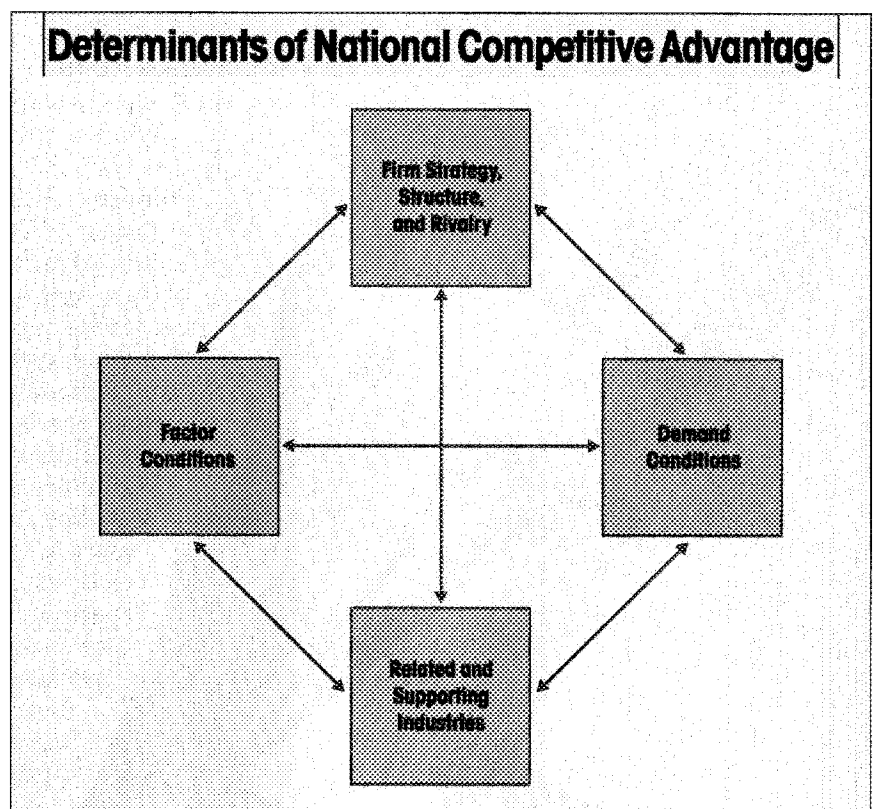 Determinants of National Competitive Advantage
Firm Strategy,
Structure,
and Rivalry
Factor
Conditions
Demand
Conditions
Related and
Supporting
Industries